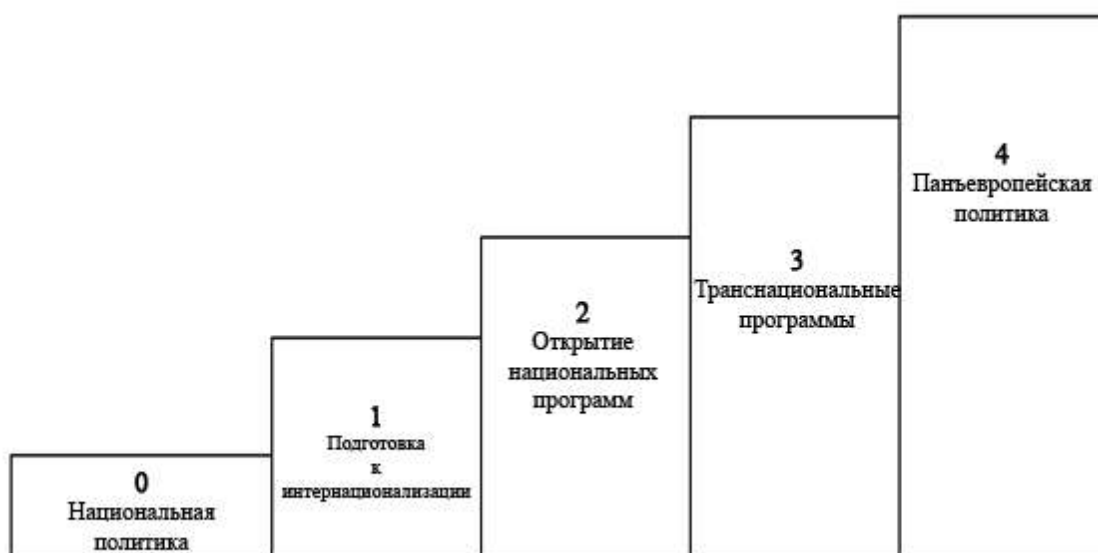 0
Национальная
политика
1
Подготовка
к
интернационализации
2
Открытие
национальных
программ
3
Транснациональные
программы
4
Панъевропейская
политика